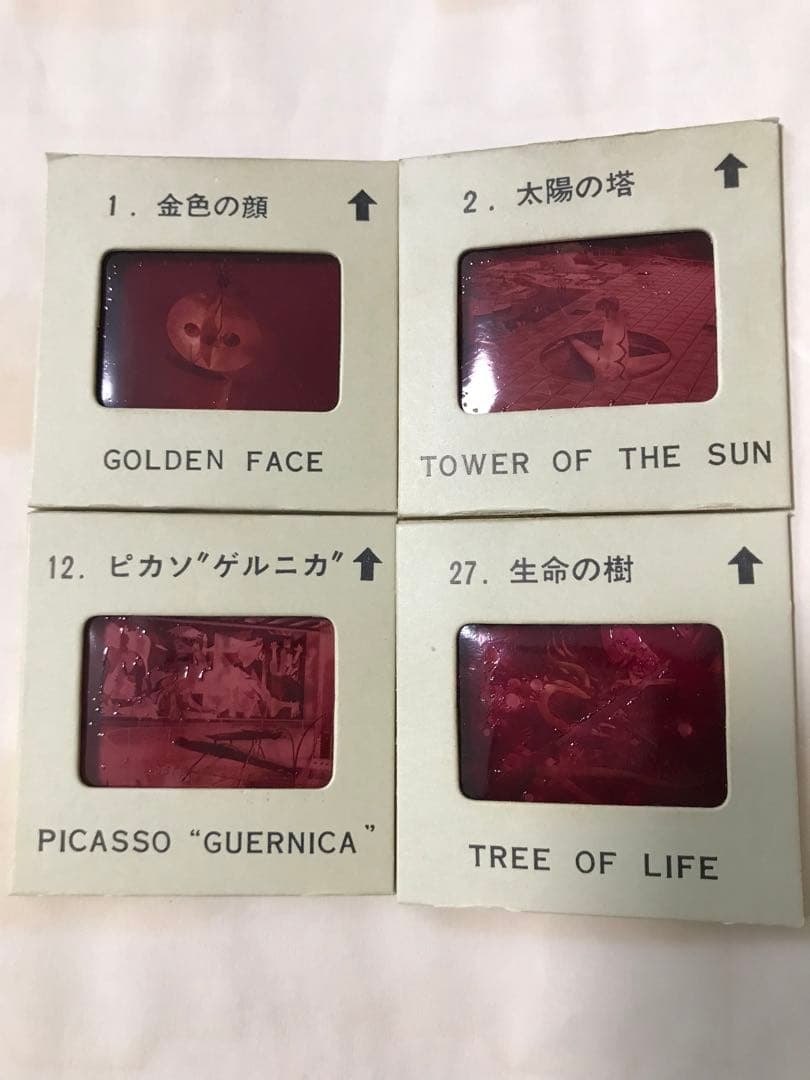 1. 金色の顔 ↑
GOLDEN FACE
2. 太陽の塔 ↑
TOWER OF THE SUN
12. ピカソ〝ゲルニカ〟 ↑
PICASSO “GUERNICA”
27. 生命の樹 ↑
TREE OF LIFE